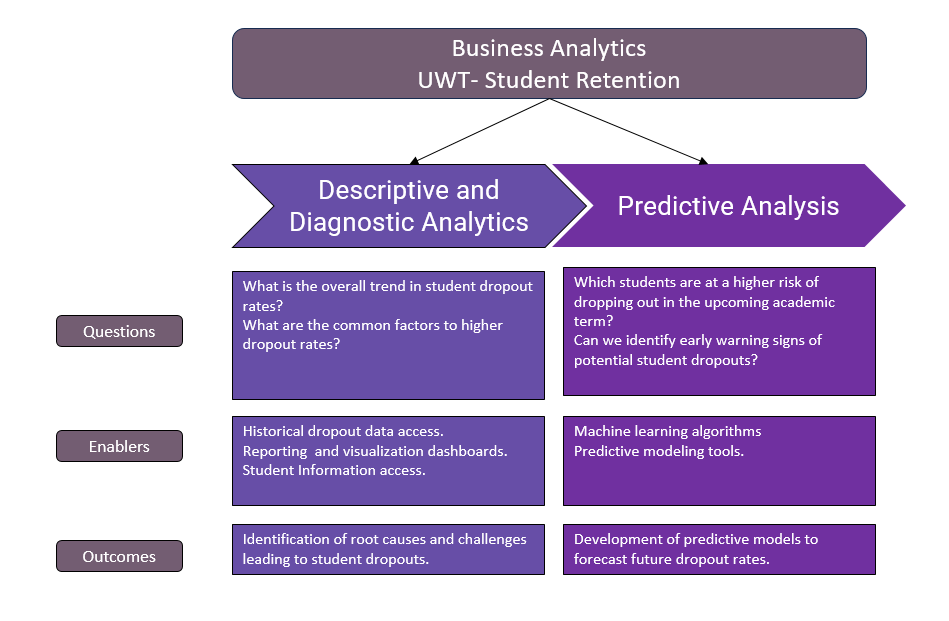 Business Analytics
UWT- Student Retention
Descriptive and
Diagnostic Analytics
Predictive Analysis
Questions
What is the overall trend in student dropout
rates?
What are the common factors to higher
dropout rates?
Which students are at a higher risk of
dropping out in the upcoming academic
term?
Can we identify early warning signs of
potential student dropouts?
Enablers
Historical dropout data access.
Reporting  and visualization dashboards.
Student Information access.
Machine learning algorithms
Predictive modeling tools.
Outcomes
Identification of root causes and challenges
leading to student dropouts.
Development of predictive models to
forecast future dropout rates.